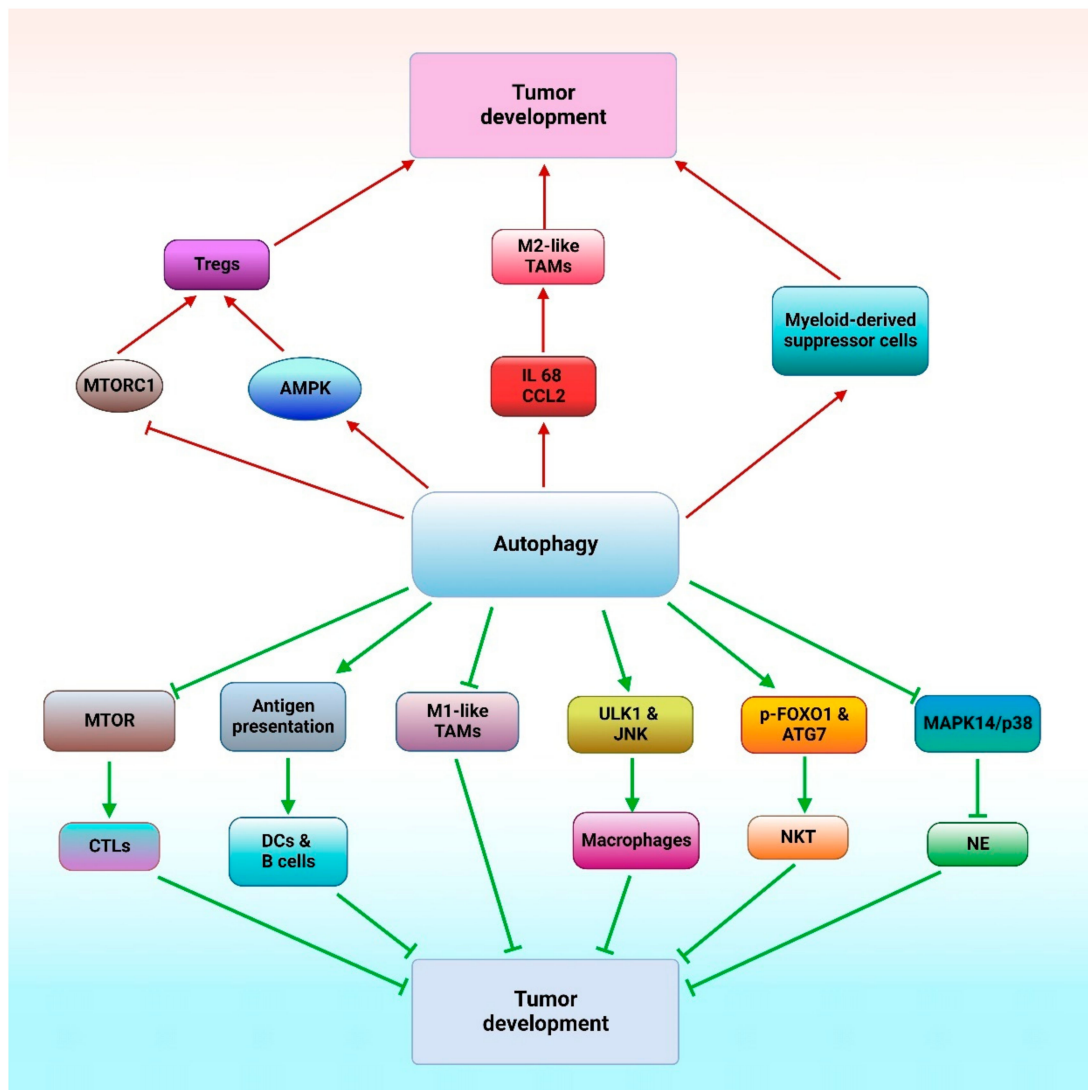 Tumor
development
Tregs
M2-like
TAMs
Myeloid-derived
suppressor cells
MTORC1
AMPK
IL 68
CCL2
Autophagy
MTOR
Antigen
presentation
M1-like
TAMs
ULK1 &
JNK
p-FOXO1 &
ATG7
MAPK14/p38
CTLs
DCs &
B cells
Macrophages
NKT
NE
Tumor
development